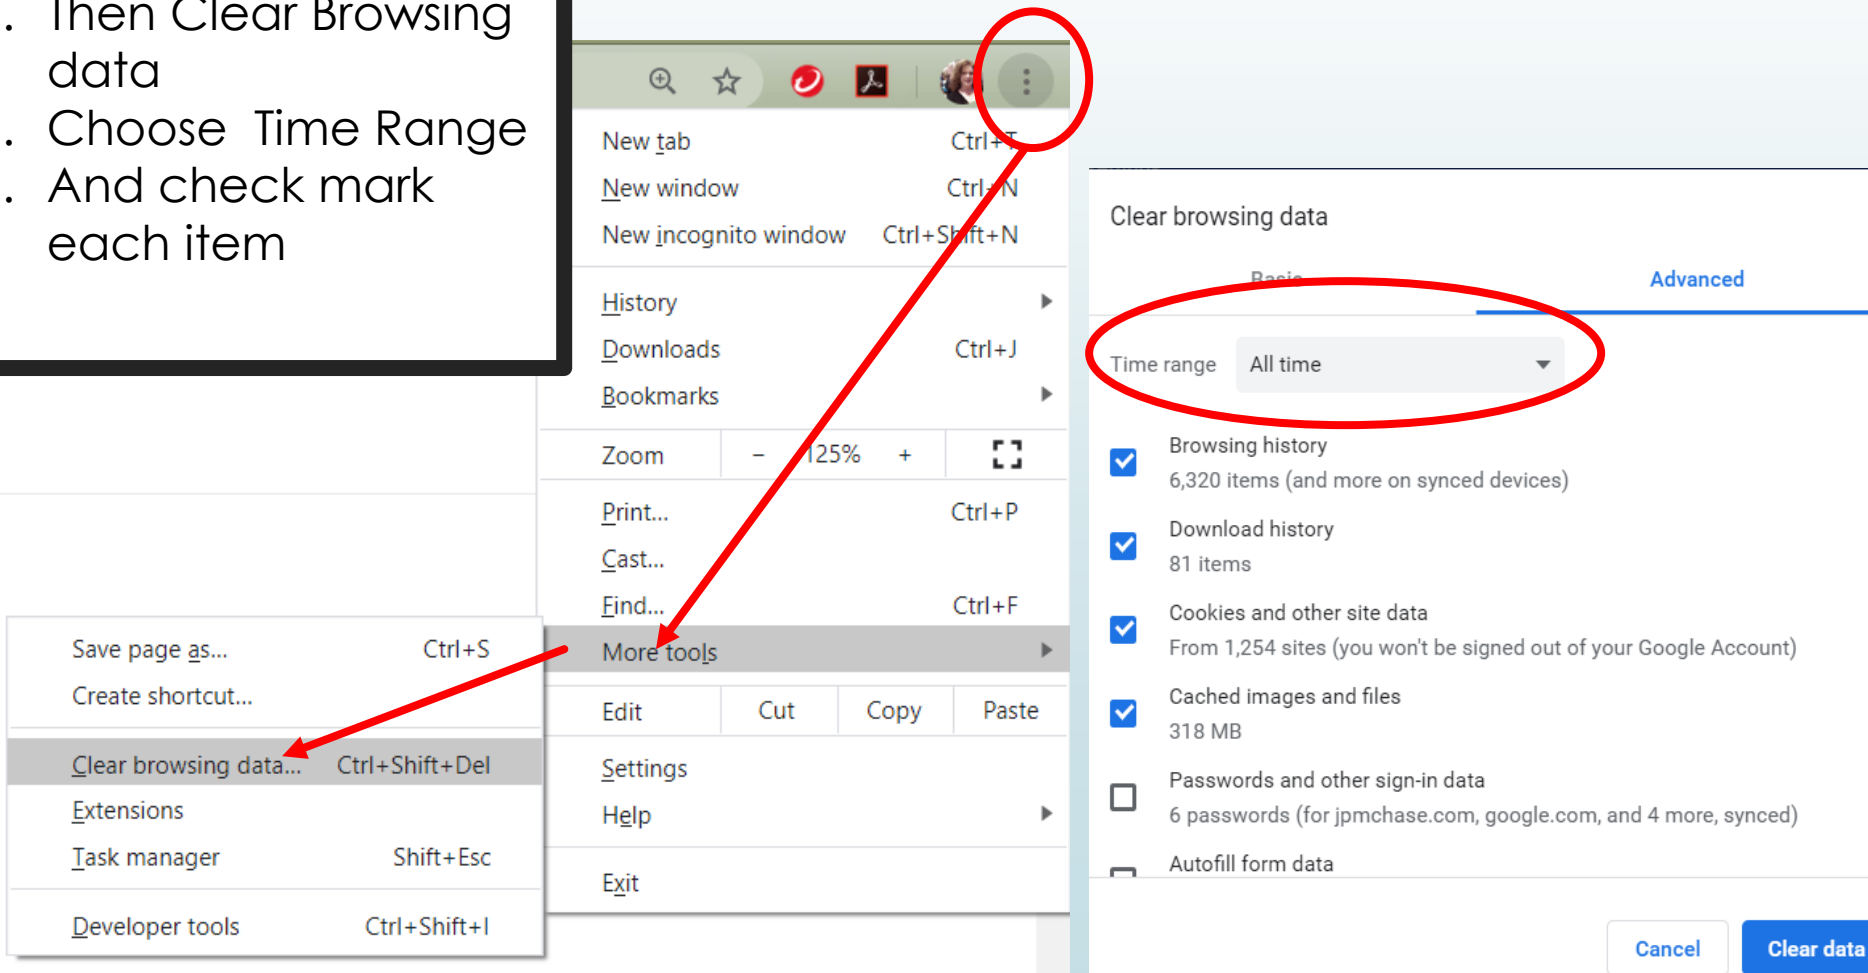 . Then Clear Browsing
data
. Choose Time Range
. And check mark
each item
New tab Ctrl+T
New window Ctrl+N
New incognito window Ctrl+Shift+N
History
Downloads Ctrl+J
Bookmarks
Zoom - 125% +
Print... Ctrl+P
Cast...
Find... Ctrl+F
More tools
Edit Cut Copy Paste
Settings
Help
Exit
Save page as... Ctrl+S
Create shortcut...
Clear browsing data... Ctrl+Shift+Del
Extensions
Task manager Shift+Esc
Developer tools Ctrl+Shift+I
Clear browsing data
Basic Advanced
Time range All time
Browsing history
6,320 items (and more on synced devices)
Download history
81 items
Cookies and other site data
From 1,254 sites (you won't be signed out of your Google Account)
Cached images and files
318 MB
Passwords and other sign-in data
6 passwords (for jpmchase.com, google.com, and 4 more, synced)
Autofill form data
Cancel Clear data